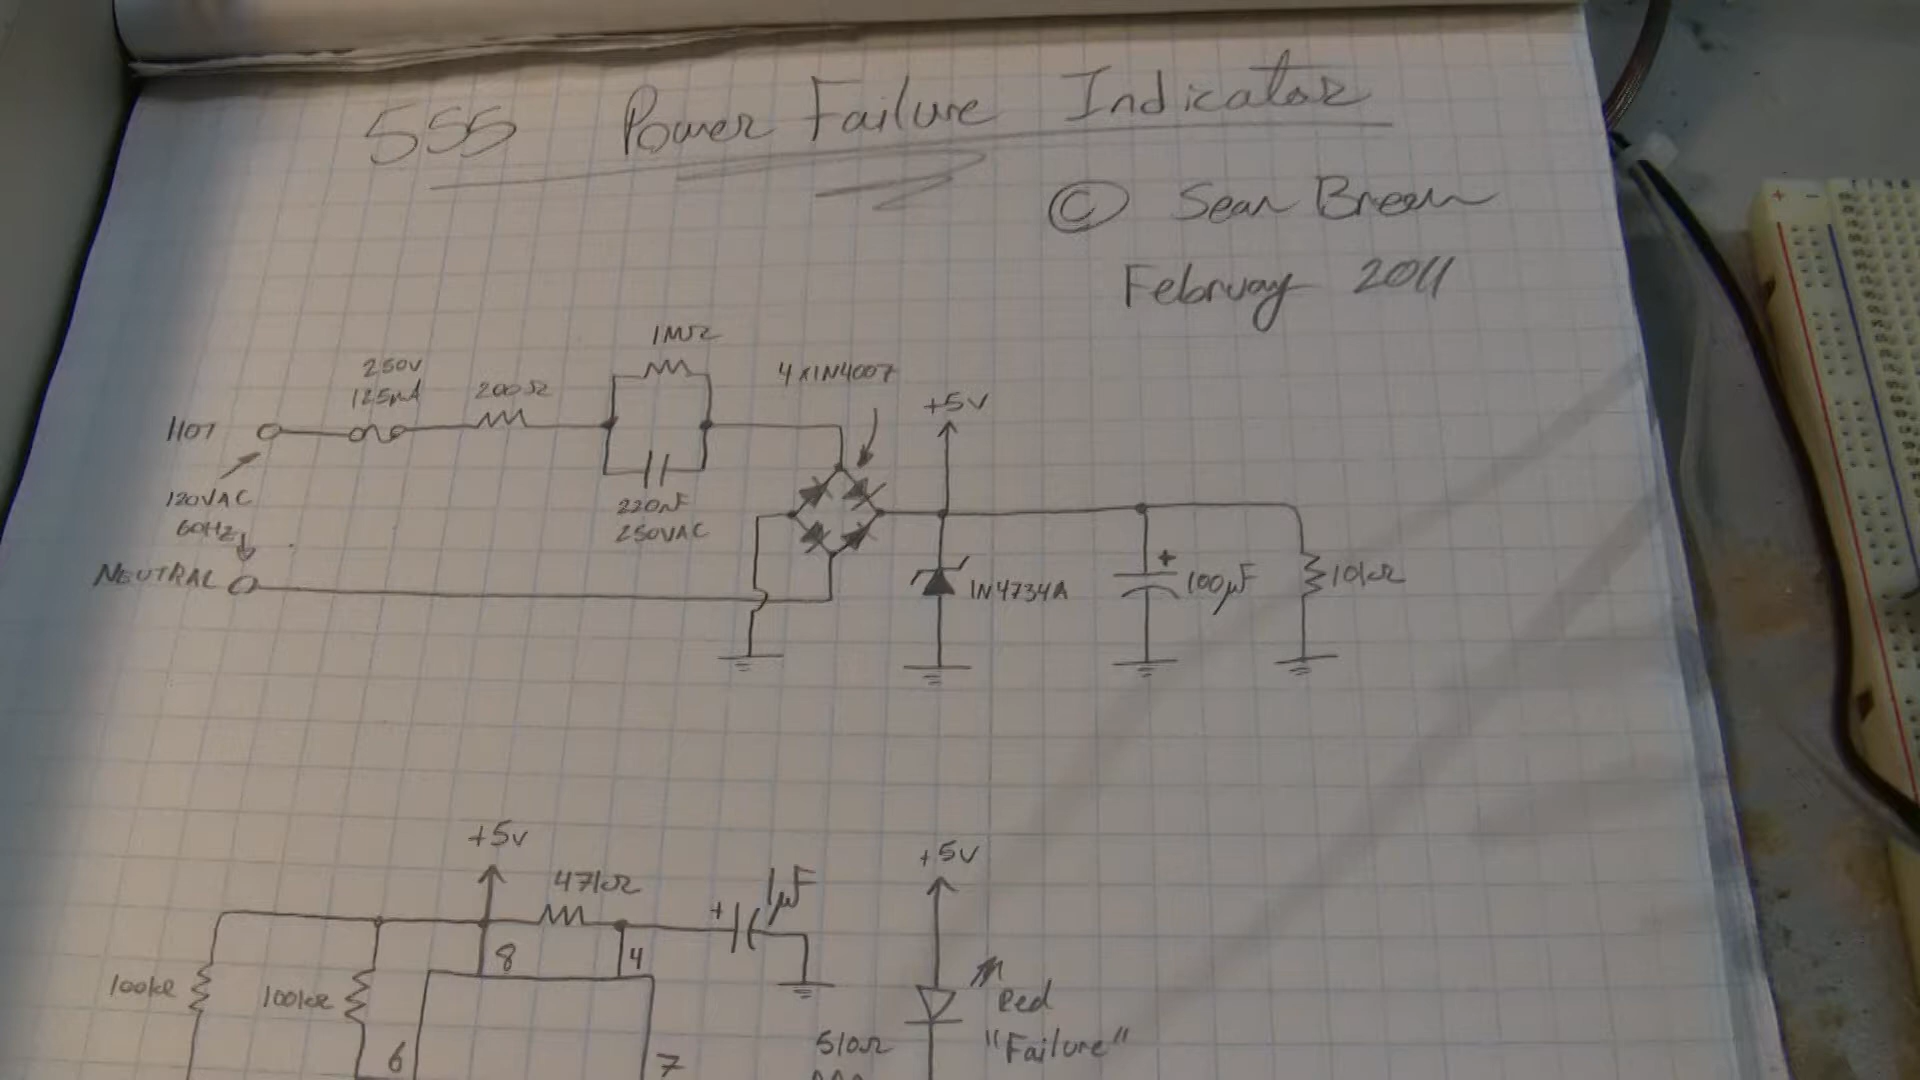 555 Power Failure Indicator
© Sean Breen
February 2011
1MΩ
250V
125mA
200Ω
4x1N4007
+5V
HOT
120VAC
60HZ
220nF
250VAC
NEUTRAL
1N4734A
+
100μF
10kΩ
+5V
47kΩ
+
1μF
+5V
8
4
100kΩ
100kΩ
Red
"Failure"
510Ω
6
7